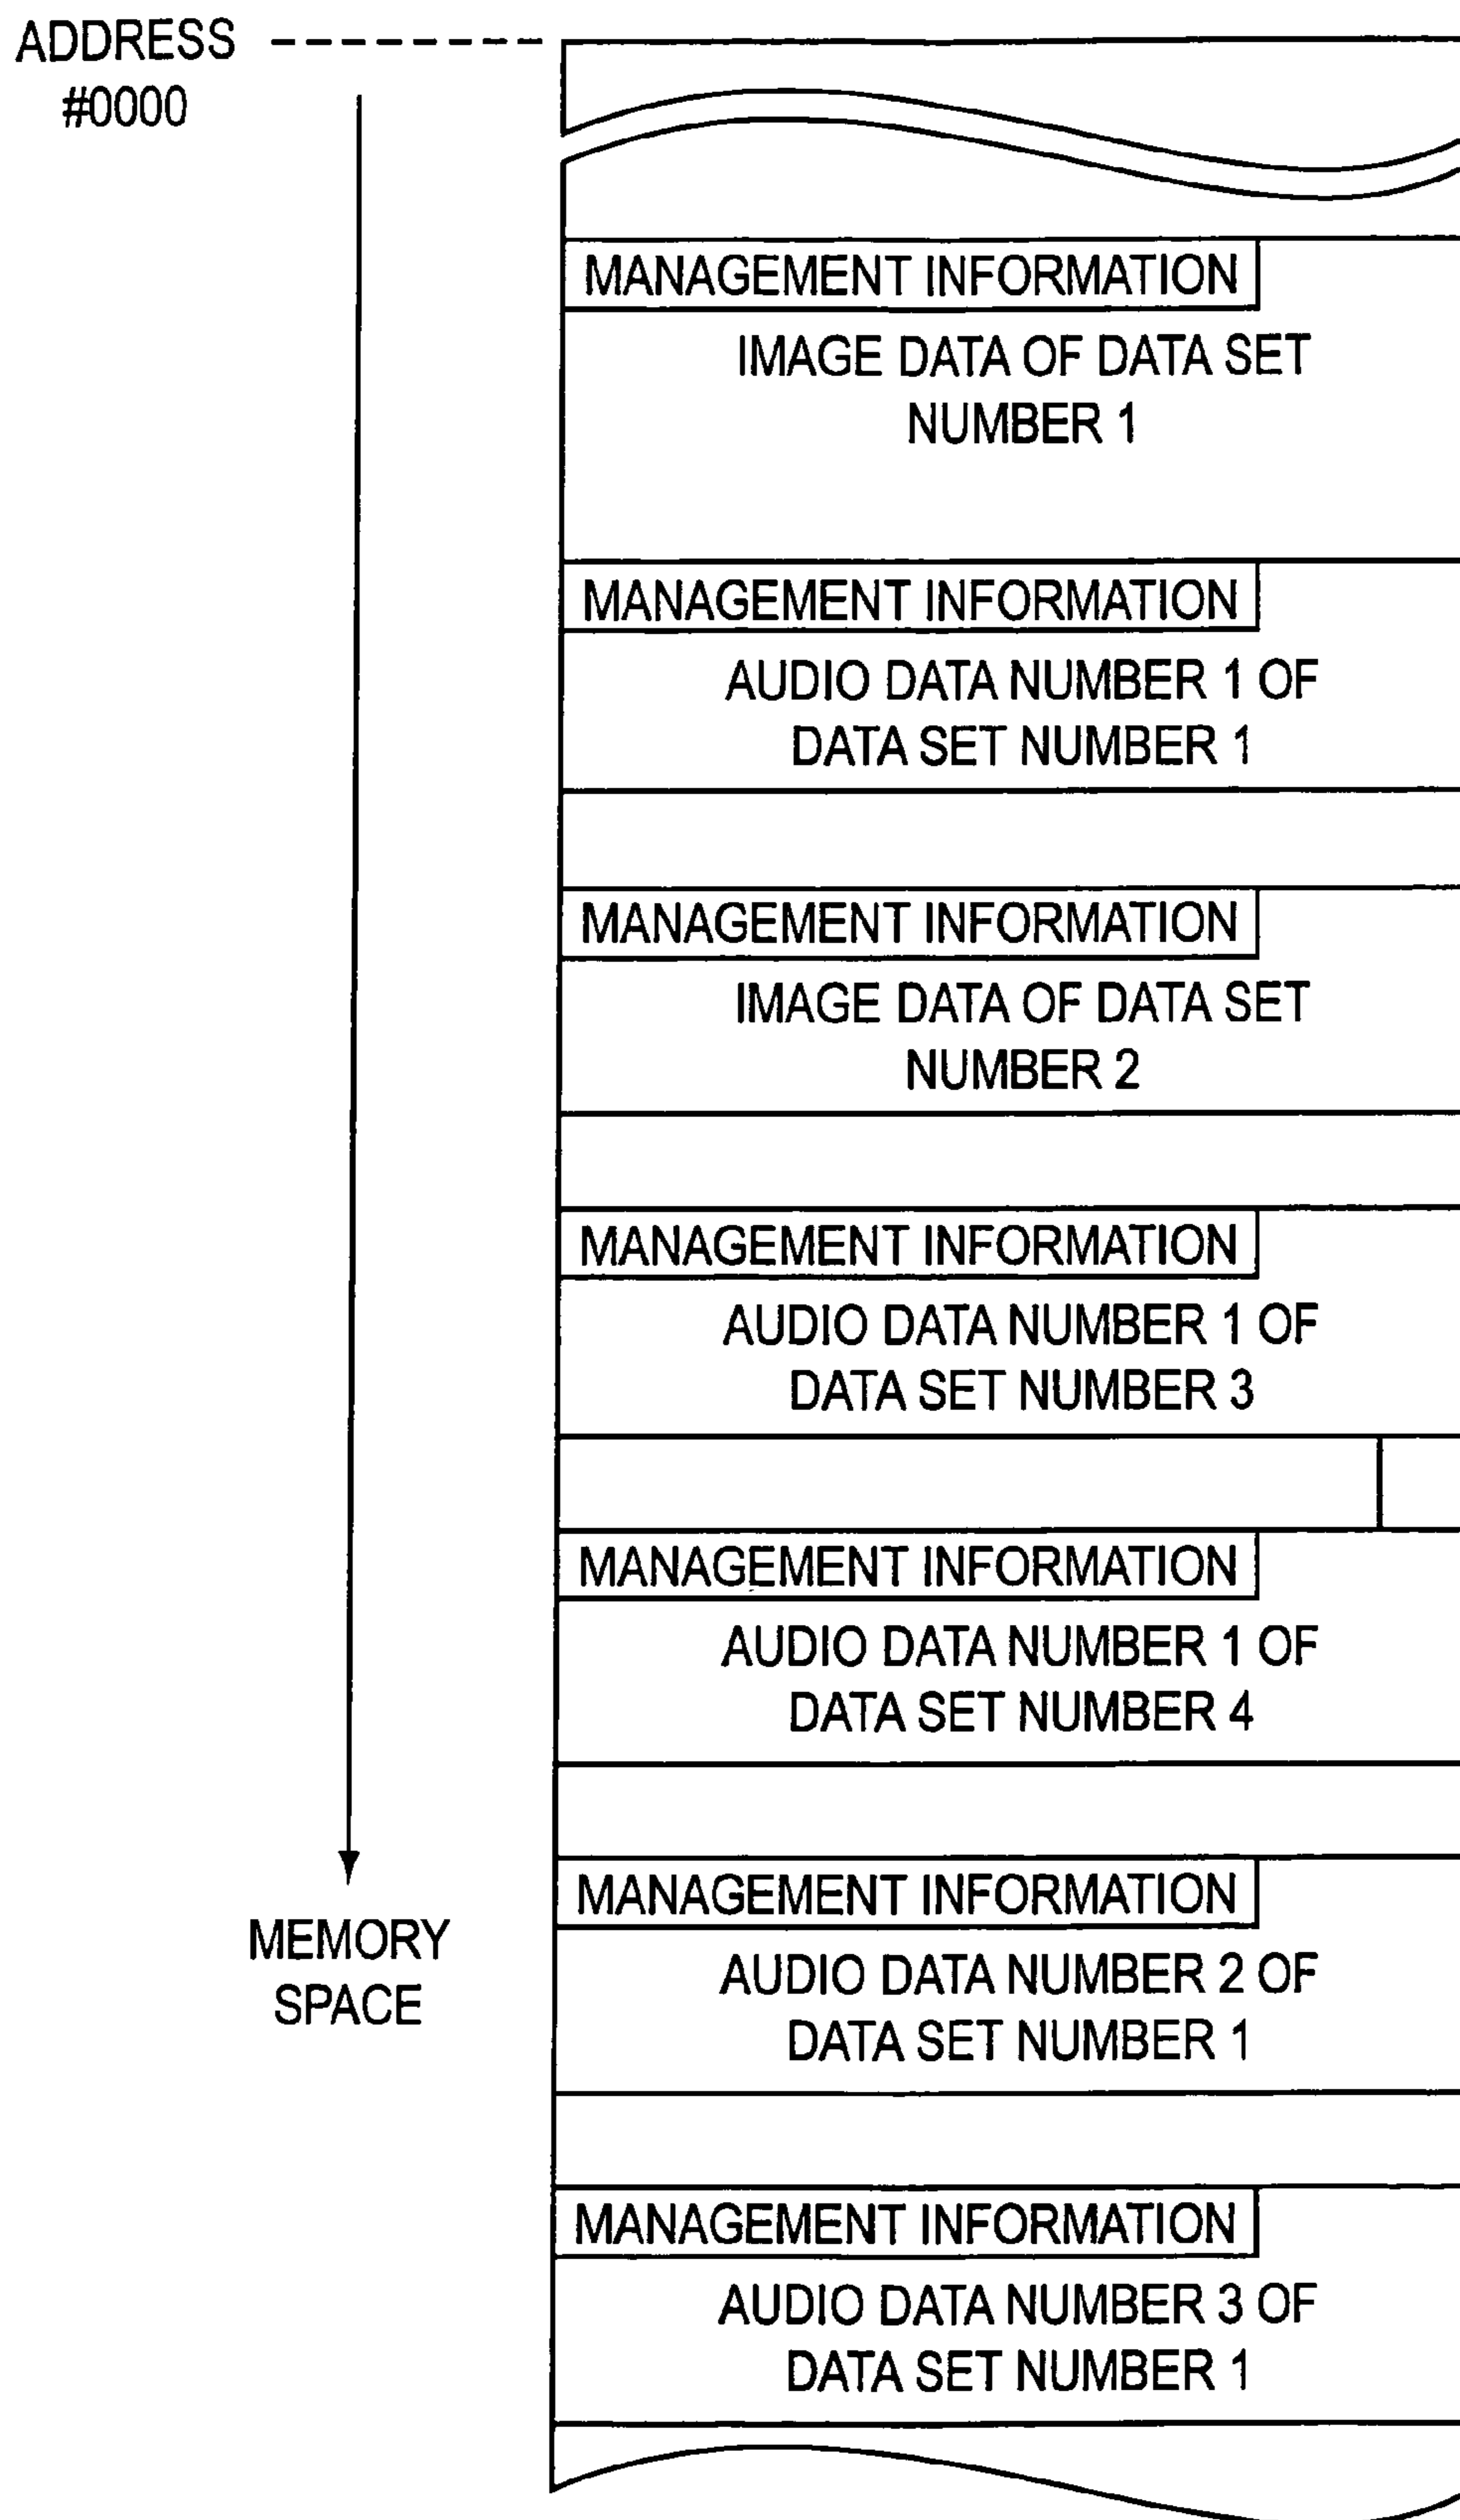 ADDRESS
#0000
MANAGEMENT INFORMATION
IMAGE DATA OF DATA SET
NUMBER 1
MANAGEMENT INFORMATION
AUDIO DATA NUMBER 1 OF
DATA SET NUMBER 1
MANAGEMENT INFORMATION
IMAGE DATA OF DATA SET
NUMBER 2
MANAGEMENT INFORMATION
AUDIO DATA NUMBER 1 OF
DATA SET NUMBER 3
MANAGEMENT INFORMATION
AUDIO DATA NUMBER 1 OF
DATA SET NUMBER 4
MANAGEMENT INFORMATION
AUDIO DATA NUMBER 2 OF
DATA SET NUMBER 1
MEMORY
SPACE
MANAGEMENT INFORMATION
AUDIO DATA NUMBER 3 OF
DATA SET NUMBER 1